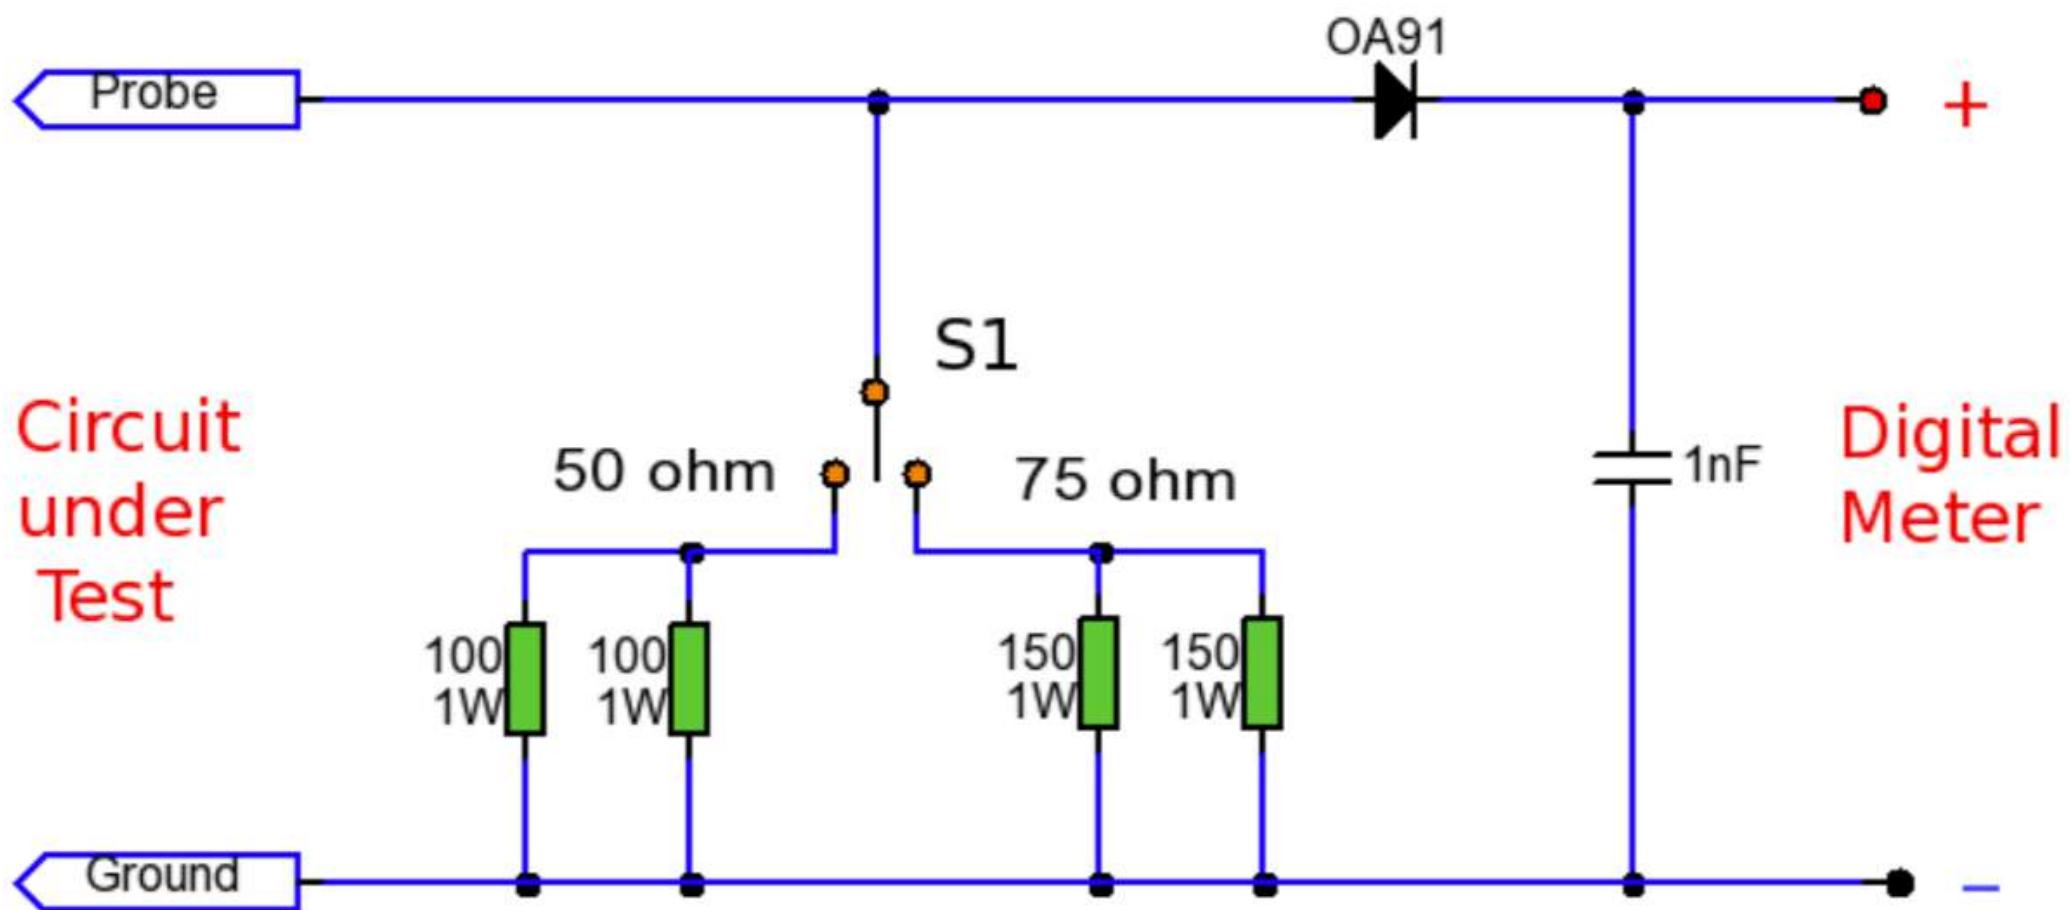 OA91
Probe
+
S1
Circuit
under
Test
50 ohm
75 ohm
1nF
Digital
Meter
100
1W
100
1W
150
1W
150
1W
Ground
−